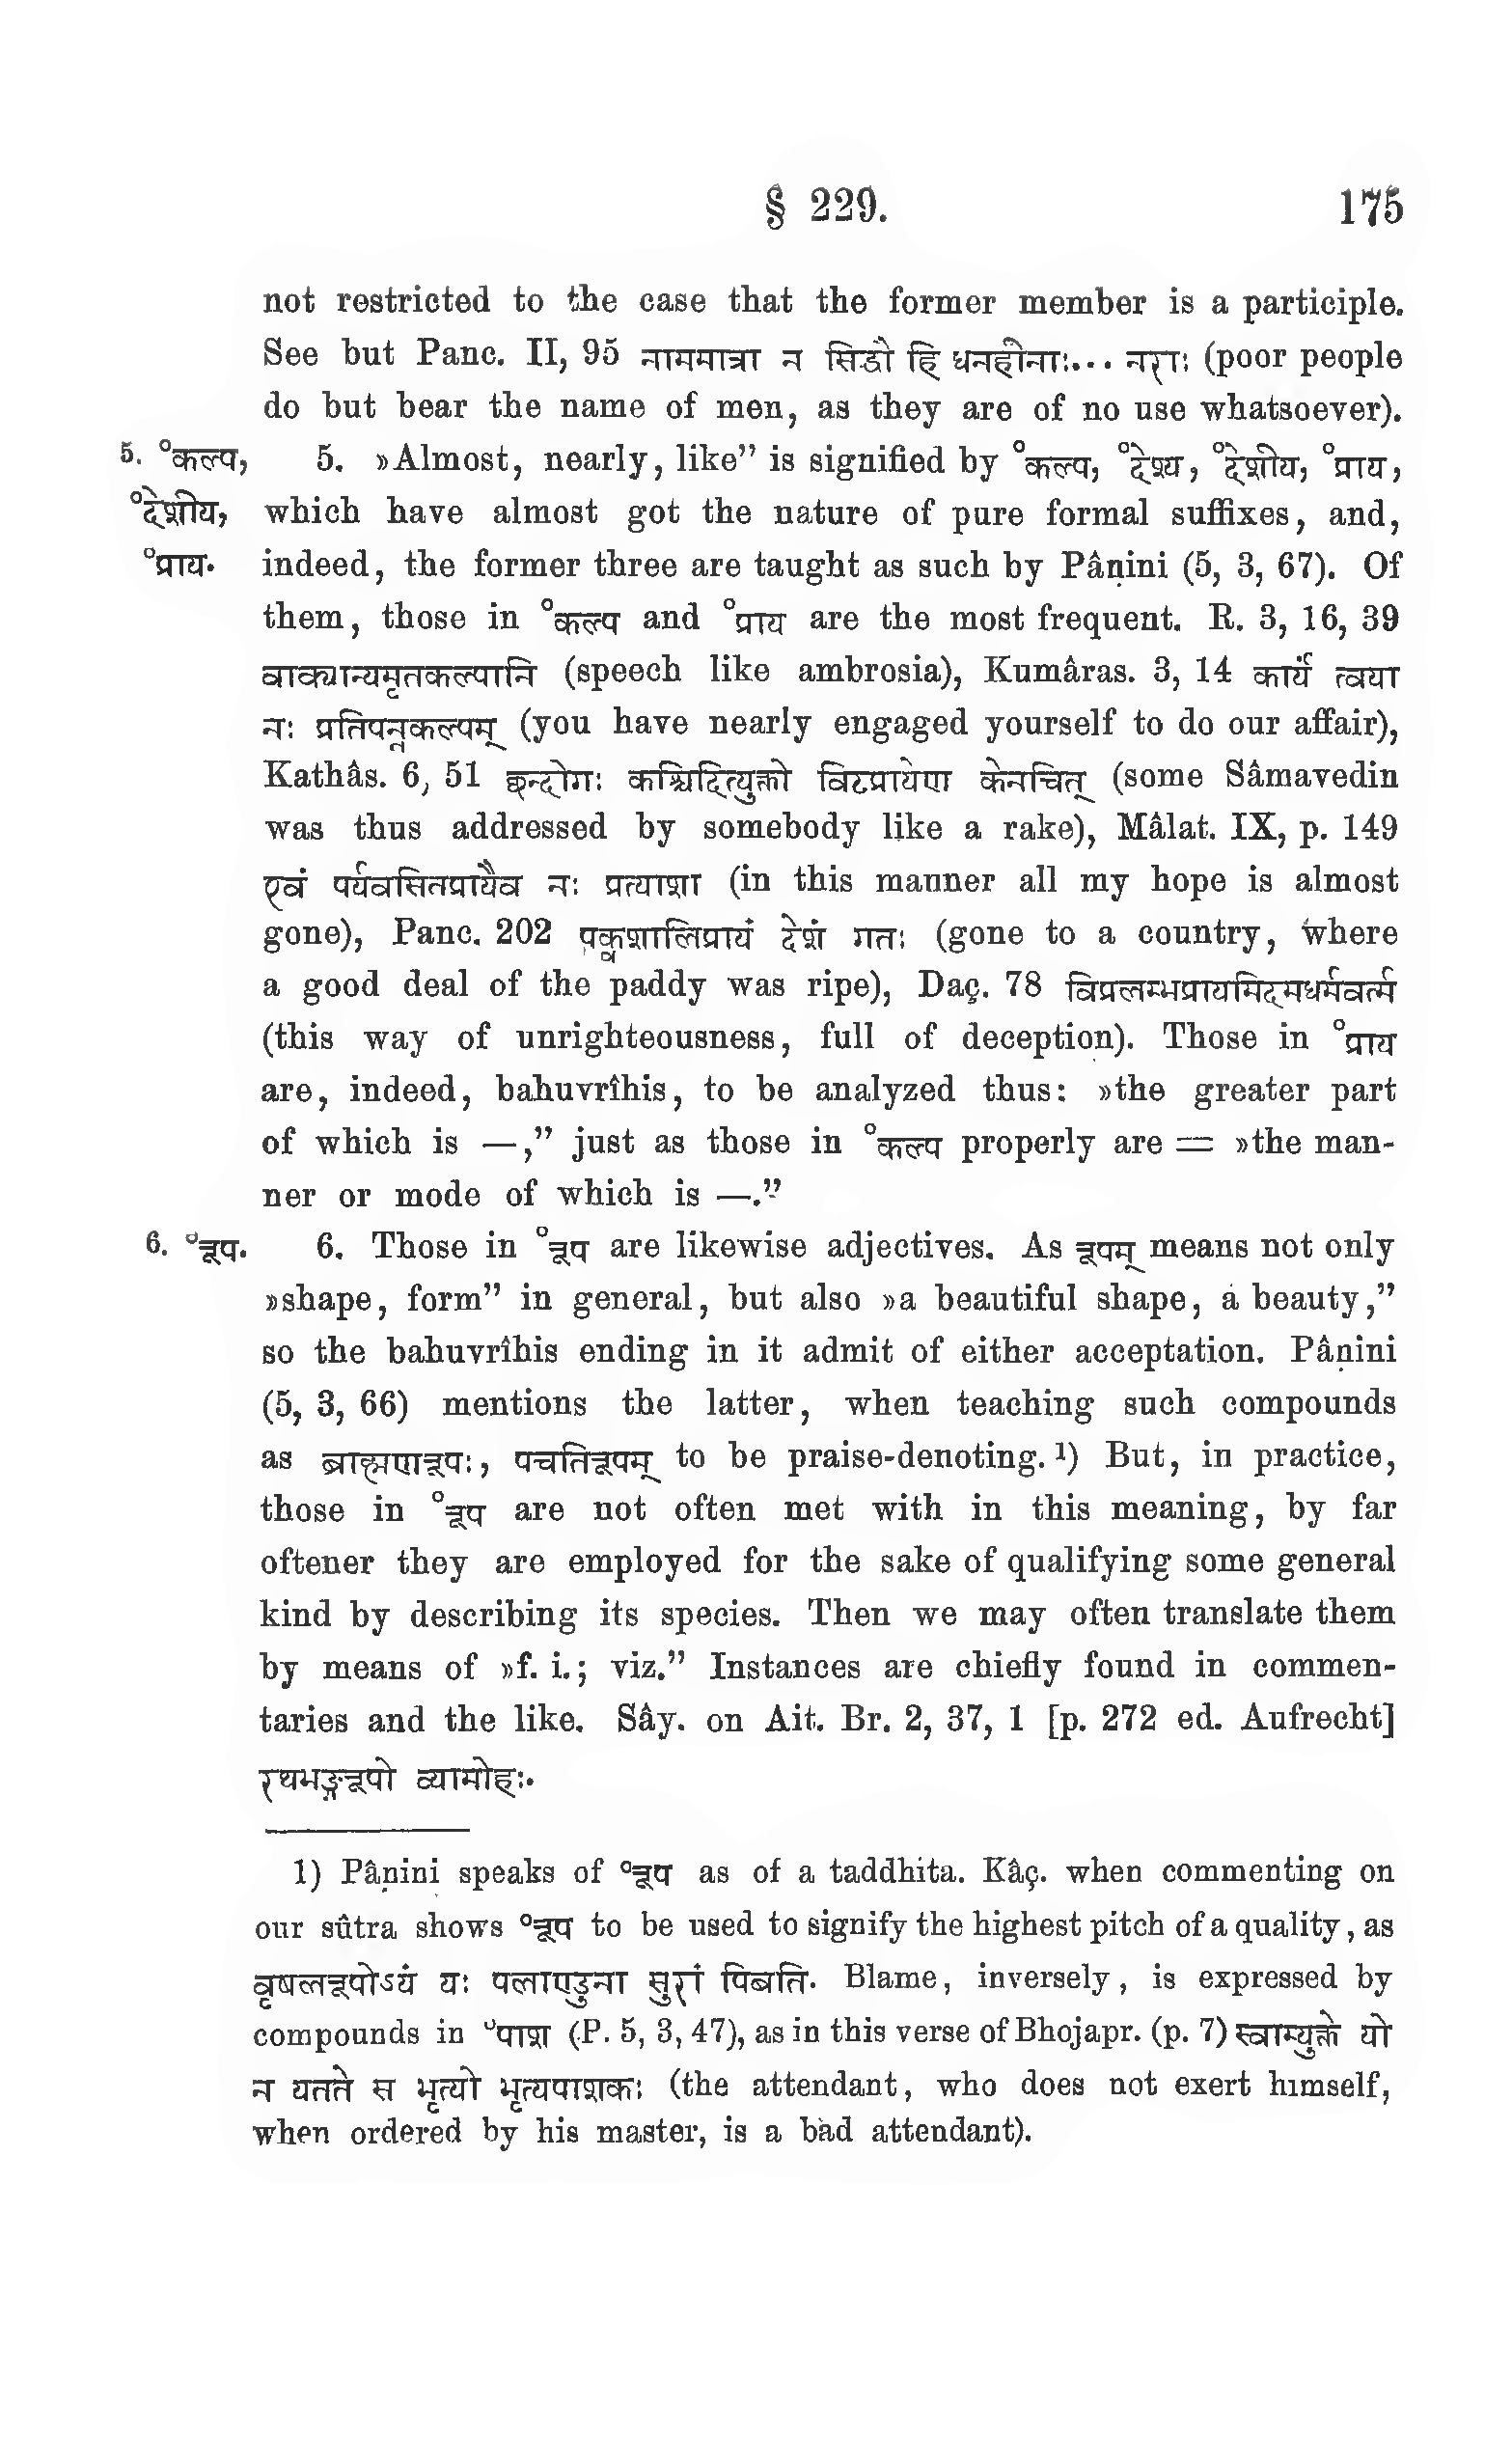 § 229. 175
not restricted to the case that the former member is a participle.
See but Panc. II, 95 नाममात्रा न सिद्धौ हि धनहीनाः... नराः (poor people
do but bear the name of men, as they are of no use whatsoever).
5. °कल्प, 5. »Almost, nearly, like” is signified by °कल्प, °देश्य, °देशीय, °प्राय,
°देशीय, which have almost got the nature of pure formal suffixes, and,
°प्राय. indeed, the former three are taught as such by Pâṇini (5, 3, 67). Of
them, those in °कल्प and °प्राय are the most frequent. R. 3, 16, 39
वाक्यान्यमृतकल्पानि (speech like ambrosia), Kumâras. 3, 14 कार्यं त्वया
नः प्रतिपन्नकल्पम् (you have nearly engaged yourself to do our affair),
Kathâs. 6, 51 छन्दोगः कश्चिदित्युक्तो विटप्रायेण केनचित् (some Sâmavedin
was thus addressed by somebody like a rake), Mâlat. IX, p. 149
एवं पर्यवसितप्रायैव नः प्रत्याशा (in this manner all my hope is almost
gone), Panc. 202 पक्वशालिप्रायं देशं गतः (gone to a country, where
a good deal of the paddy was ripe), Daç. 78 विप्रलम्भप्रायमिदमधर्मवर्त्म
(this way of unrighteousness, full of deception). Those in °प्राय
are, indeed, bahuvrîhis, to be analyzed thus: »the greater part
of which is —,” just as those in °कल्प properly are = »the man-
ner or mode of which is —.”
6. °रूप. 6. Those in °रूप are likewise adjectives. As रूपम् means not only
»shape, form” in general, but also »a beautiful shape, a beauty,”
so the bahuvrîhis ending in it admit of either acceptation. Pâṇini
(5, 3, 66) mentions the latter, when teaching such compounds
as ब्राह्मणरूपः, पचतिरूपम् to be praise-denoting. ¹) But, in practice,
those in °रूप are not often met with in this meaning, by far
oftener they are employed for the sake of qualifying some general
kind by describing its species. Then we may often translate them
by means of »f. i.; viz.” Instances are chiefly found in commen-
taries and the like. Sây. on Ait. Br. 2, 37, 1 [p. 272 ed. Aufrecht]
रथभङ्गरूपो व्यामोहः.
1) Pâṇini speaks of °रूप as of a taddhita. Kâç. when commenting on
our sûtra shows °रूप to be used to signify the highest pitch of a quality, as
वृषलरूपोऽयं यः पलाण्डुना सुरां पिबति. Blame, inversely, is expressed by
compounds in °पाश (P. 5, 3, 47), as in this verse of Bhojapr. (p. 7) स्वाम्युक्ते यो
न यतते स भृत्यो भृत्यपाशकः (the attendant, who does not exert himself,
when ordered by his master, is a bad attendant).